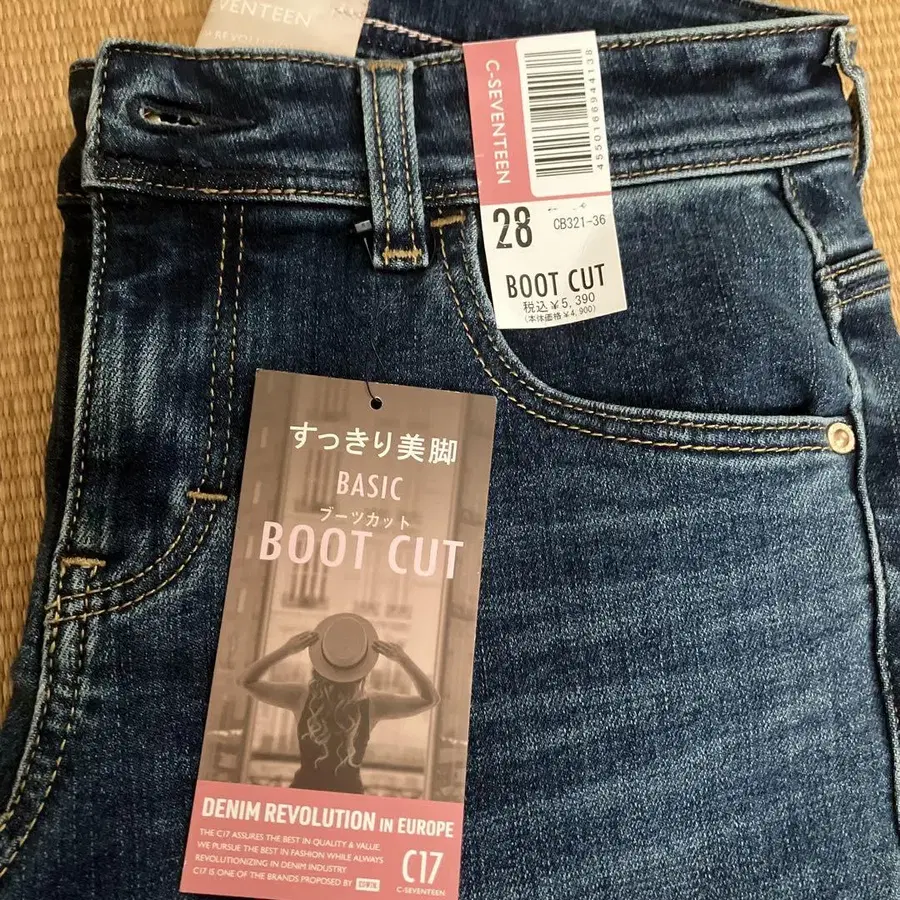 VENTEEN
C-SEVENTEEN
4550166944138
28
CB321-36
BOOT CUT
税込¥5,390
(本体価格¥4,900)
すっきり美脚
BASIC
ブーツカット
BOOT CUT
DENIM REVOLUTION IN EUROPE
THE C17 ASSURES THE BEST IN QUALITY & VALUE.
WE PURSUE THE BEST IN FASHION WHILE ALWAYS
REVOLUTIONIZING IN DENIM INDUSTRY
C17 IS ONE OF THE BRANDS PROPOSED BY EDWIN
C17
C-SEVENTEEN